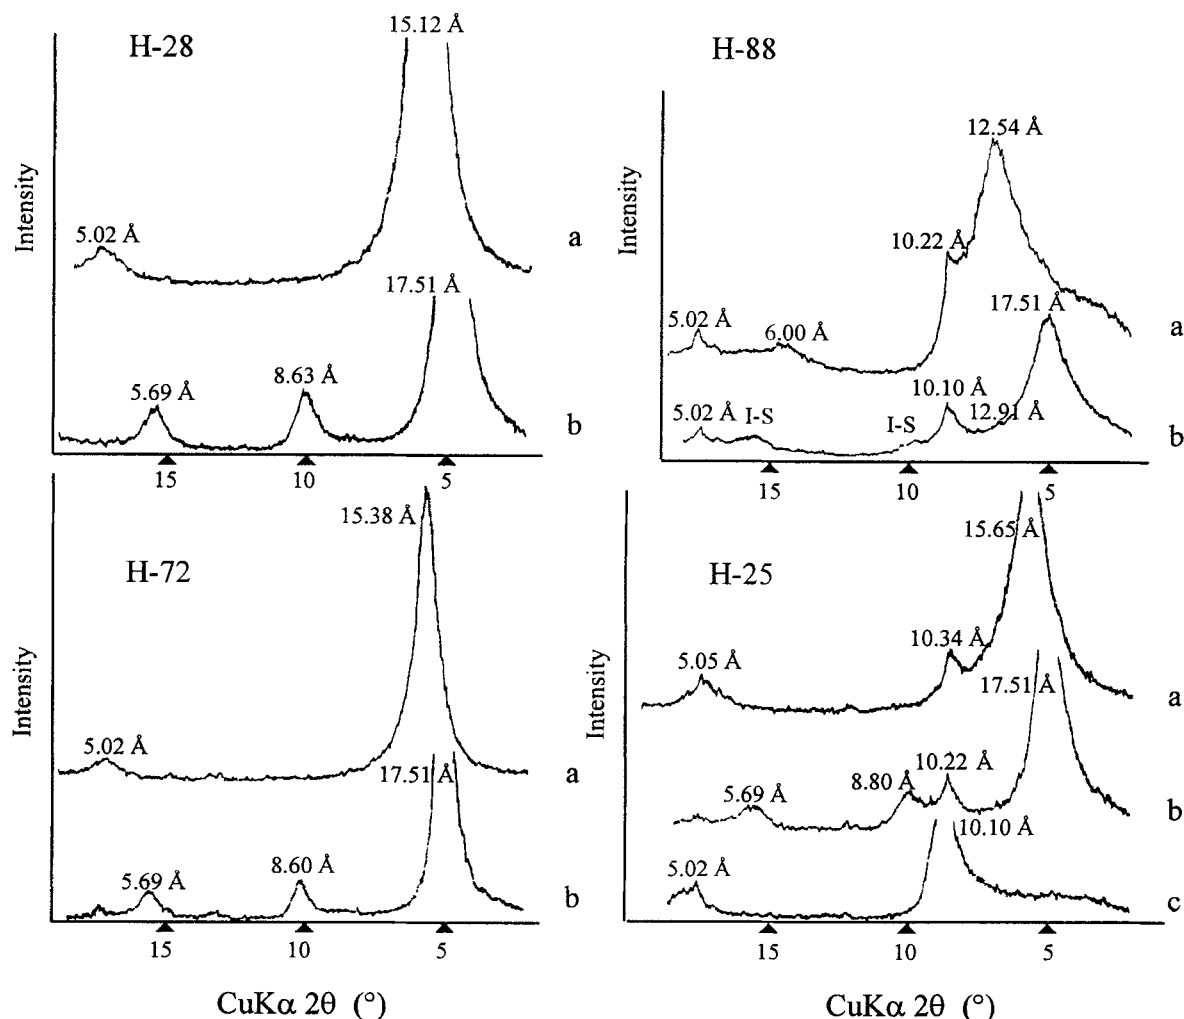 H-28
15.12 Å
Intensity
5.02 Å
a
17.51 Å
5.69 Å
8.63 Å
b
15
10
5
H-88
12.54 Å
Intensity
10.22 Å
5.02 Å
6.00 Å
a
17.51 Å
10.10 Å
12.91 Å
5.02 Å
I-S
I-S
b
15
10
5
H-72
15.38 Å
Intensity
5.02 Å
a
17.51 Å
5.69 Å
8.60 Å
b
15
10
5
CuKα 2θ (°)
H-25
15.65 Å
Intensity
10.34 Å
5.05 Å
a
17.51 Å
10.22 Å
8.80 Å
5.69 Å
b
10.10 Å
5.02 Å
c
15
10
5
CuKα 2θ (°)